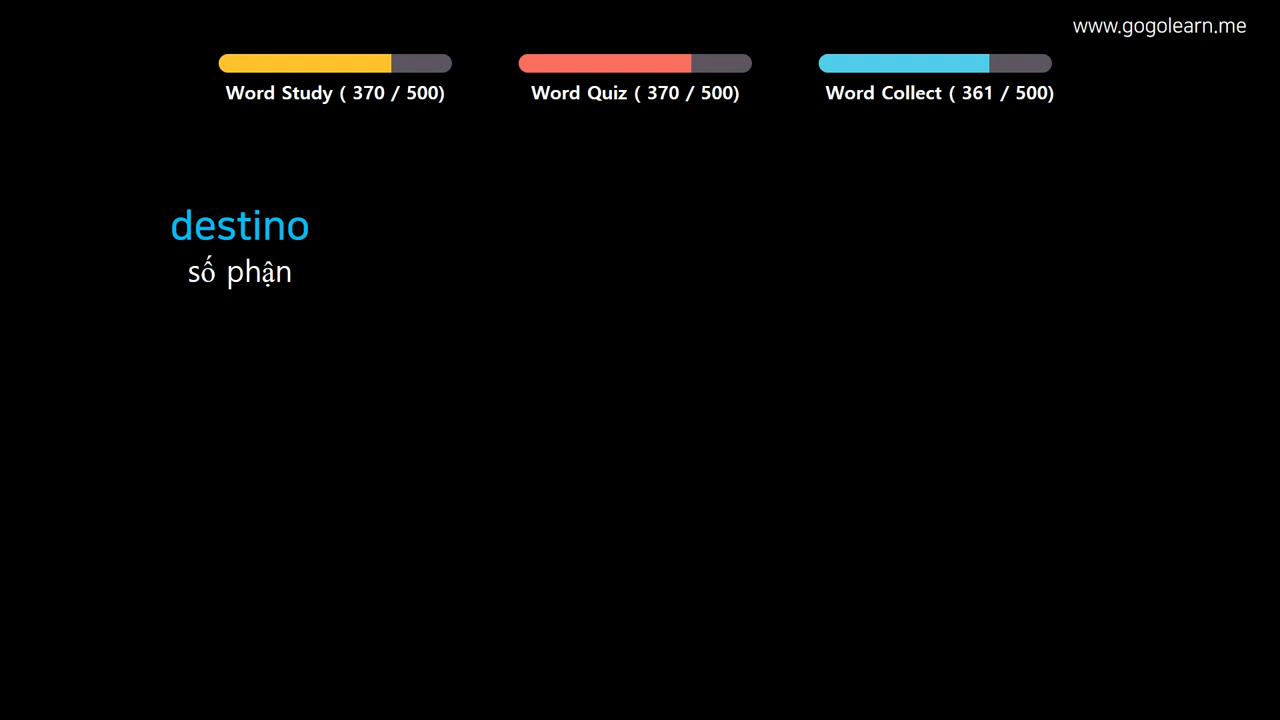 www.gogolearn.me
Word Study ( 370 / 500)
Word Quiz ( 370 / 500)
Word Collect ( 361 / 500)
destino
số phận